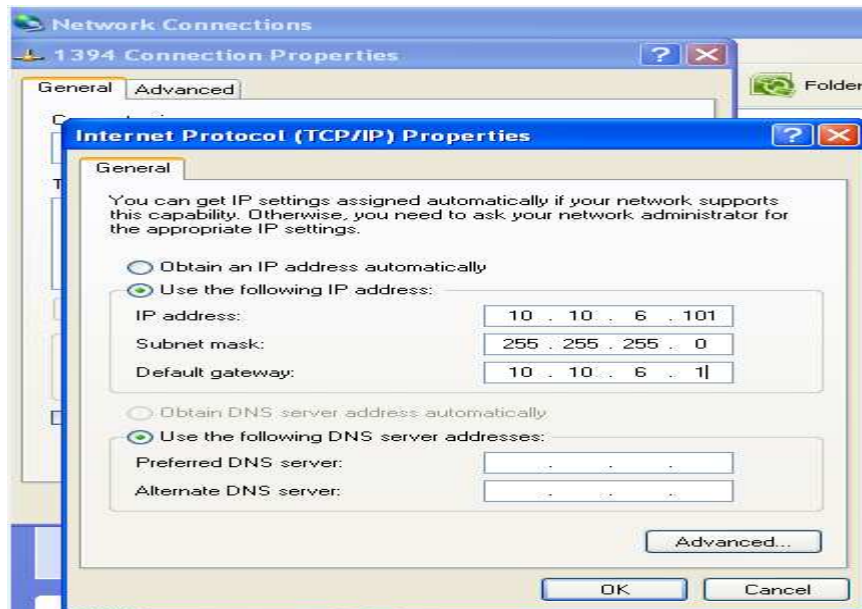 Network Connections
1394 Connection Properties
General Advanced
Folder
Internet Protocol (TCP/IP) Properties
General
You can get IP settings assigned automatically if your network supports
this capability. Otherwise, you need to ask your network administrator for
the appropriate IP settings.
Obtain an IP address automatically
Use the following IP address:
IP address: 10 . 10 . 6 . 101
Subnet mask: 255 . 255 . 255 . 0
Default gateway: 10 . 10 . 6 . 1
Obtain DNS server address automatically
Use the following DNS server addresses:
Preferred DNS server: . . .
Alternate DNS server: . . .
Advanced...
OK Cancel